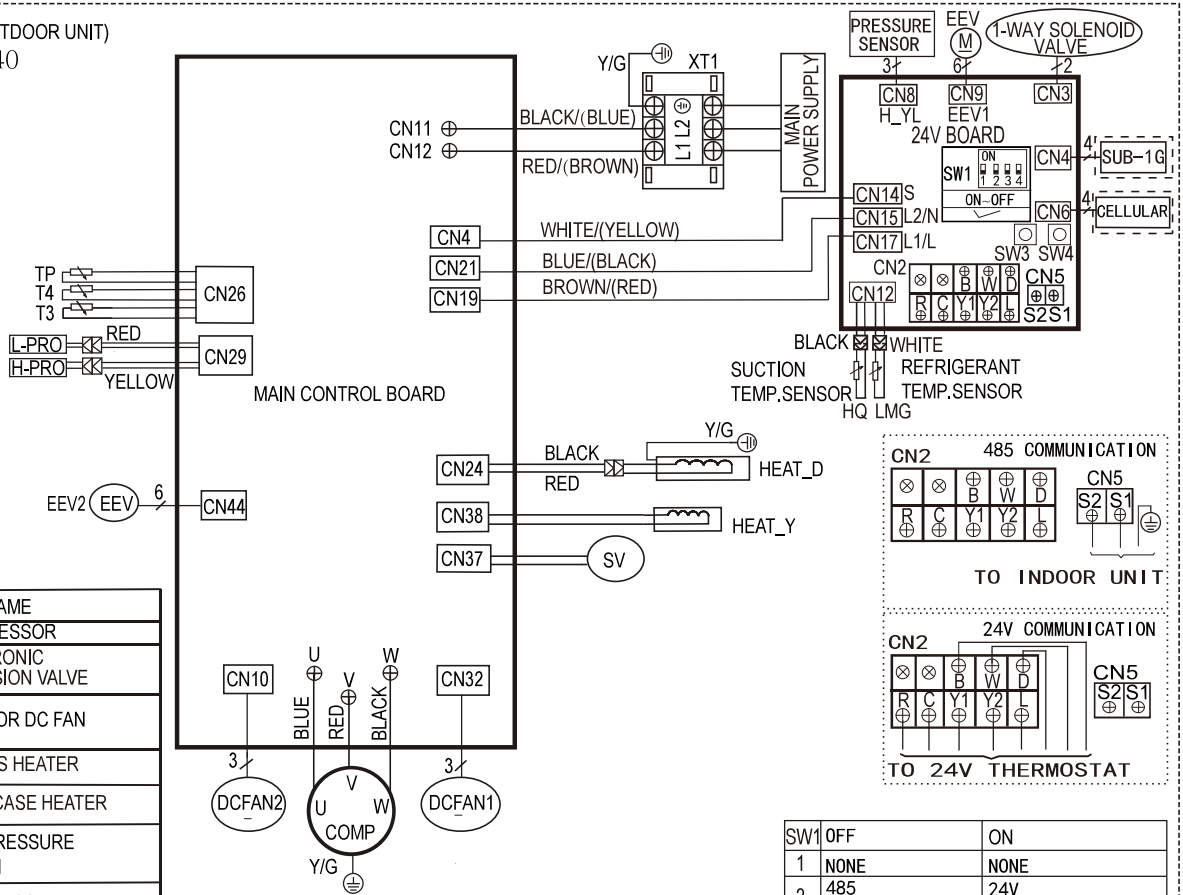 TDOOR UNIT)
40
Y/G
XT1
CN11
CN12
BLACK/(BLUE)
RED/(BROWN)
L1 L2
MAIN
POWER SUPPLY
PRESSURE
SENSOR
EEV
M
1-WAY SOLENOID
VALVE
3
6
2
CN8
H_YL
CN9
EEV1
CN3
24V BOARD
SW1
ON
1 2 3 4
ON~OFF
CN4
4
SUB-1G
CN6
4
CELLULAR
SW3 SW4
CN14 S
CN15 L2/N
CN17 L1/L
CN2
B W D
R C Y1 Y2 L
CN5
S2 S1
CN12
BLACK
WHITE
SUCTION
TEMP.SENSOR
REFRIGERANT
TEMP.SENSOR
HQ LMG
CN4
WHITE/(YELLOW)
CN21
BLUE/(BLACK)
CN19
BROWN/(RED)
TP
T4
T3
CN26
L-PRO
RED
H-PRO
YELLOW
CN29
MAIN CONTROL BOARD
CN24
BLACK
RED
Y/G
HEAT_D
CN38
HEAT_Y
CN37
SV
EEV2
EEV
6
CN44
CN2
485 COMMUNICATION
CN5
B W D
S2 S1
R C Y1 Y2 L
TO INDOOR UNIT
CN2
24V COMMUNICATION
CN5
B W D
S2 S1
R C Y1 Y2 L
TO 24V THERMOSTAT
AME
ESSOR
RONIC
SION VALVE
OR DC FAN
S HEATER
CASE HEATER
RESSURE
CN10
U
V
W
CN32
BLUE
RED
BLACK
3
3
DCFAN2
U V W
COMP
DCFAN1
Y/G
SW1 OFF ON
1 NONE NONE
2 485 24V